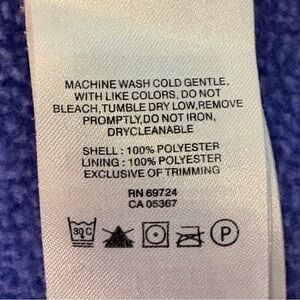 MACHINE WASH COLD GENTLE,
WITH LIKE COLORS, DO NOT
BLEACH,TUMBLE DRY LOW,REMOVE
PROMPTLY,DO NOT IRON,
DRYCLEANABLE
SHELL : 100% POLYESTER
LINING : 100% POLYESTER
EXCLUSIVE OF TRIMMING
RN 69724
CA 05367
30 C P